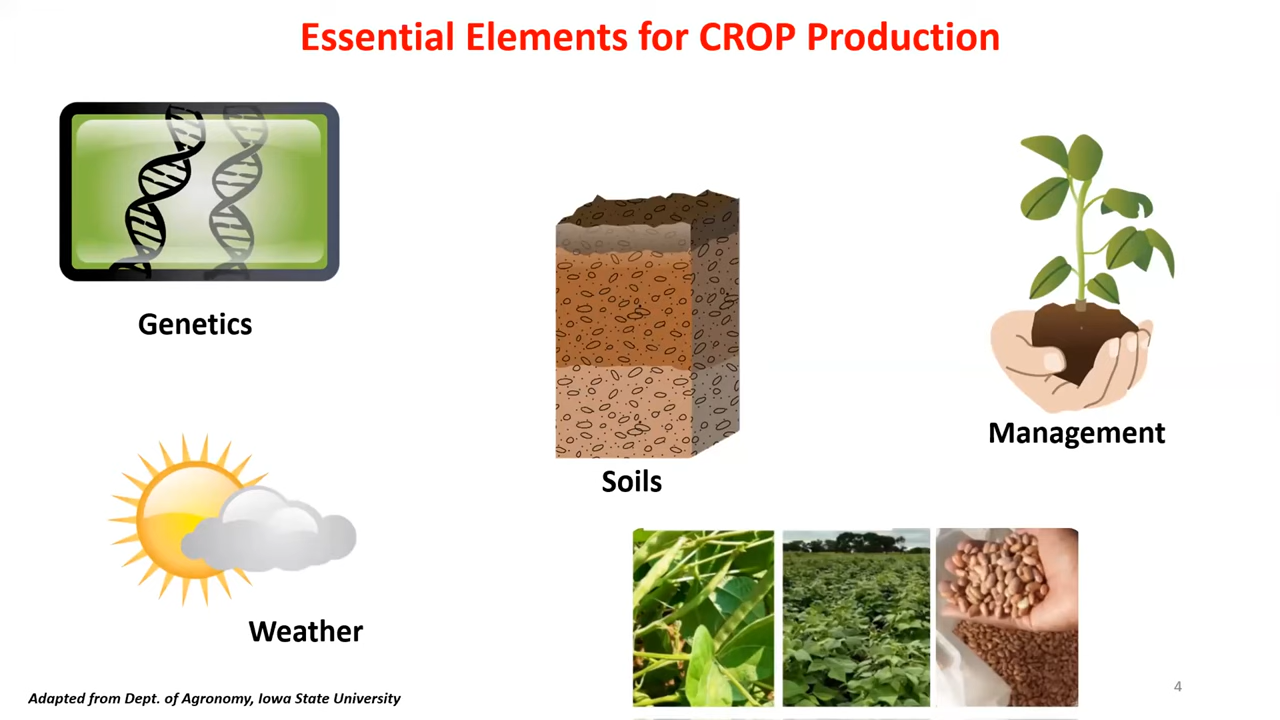 Essential Elements for CROP Production
Genetics
Soils
Management
Weather
Adapted from Dept. of Agronomy, Iowa State University
4